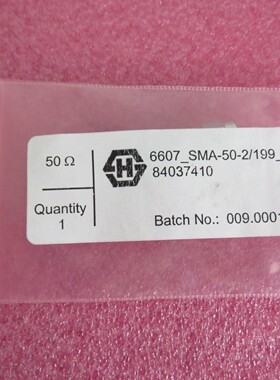 50 Ω
6607_SMA-50-2/199_
84037410
Quantity
1
Batch No.: 009.0001